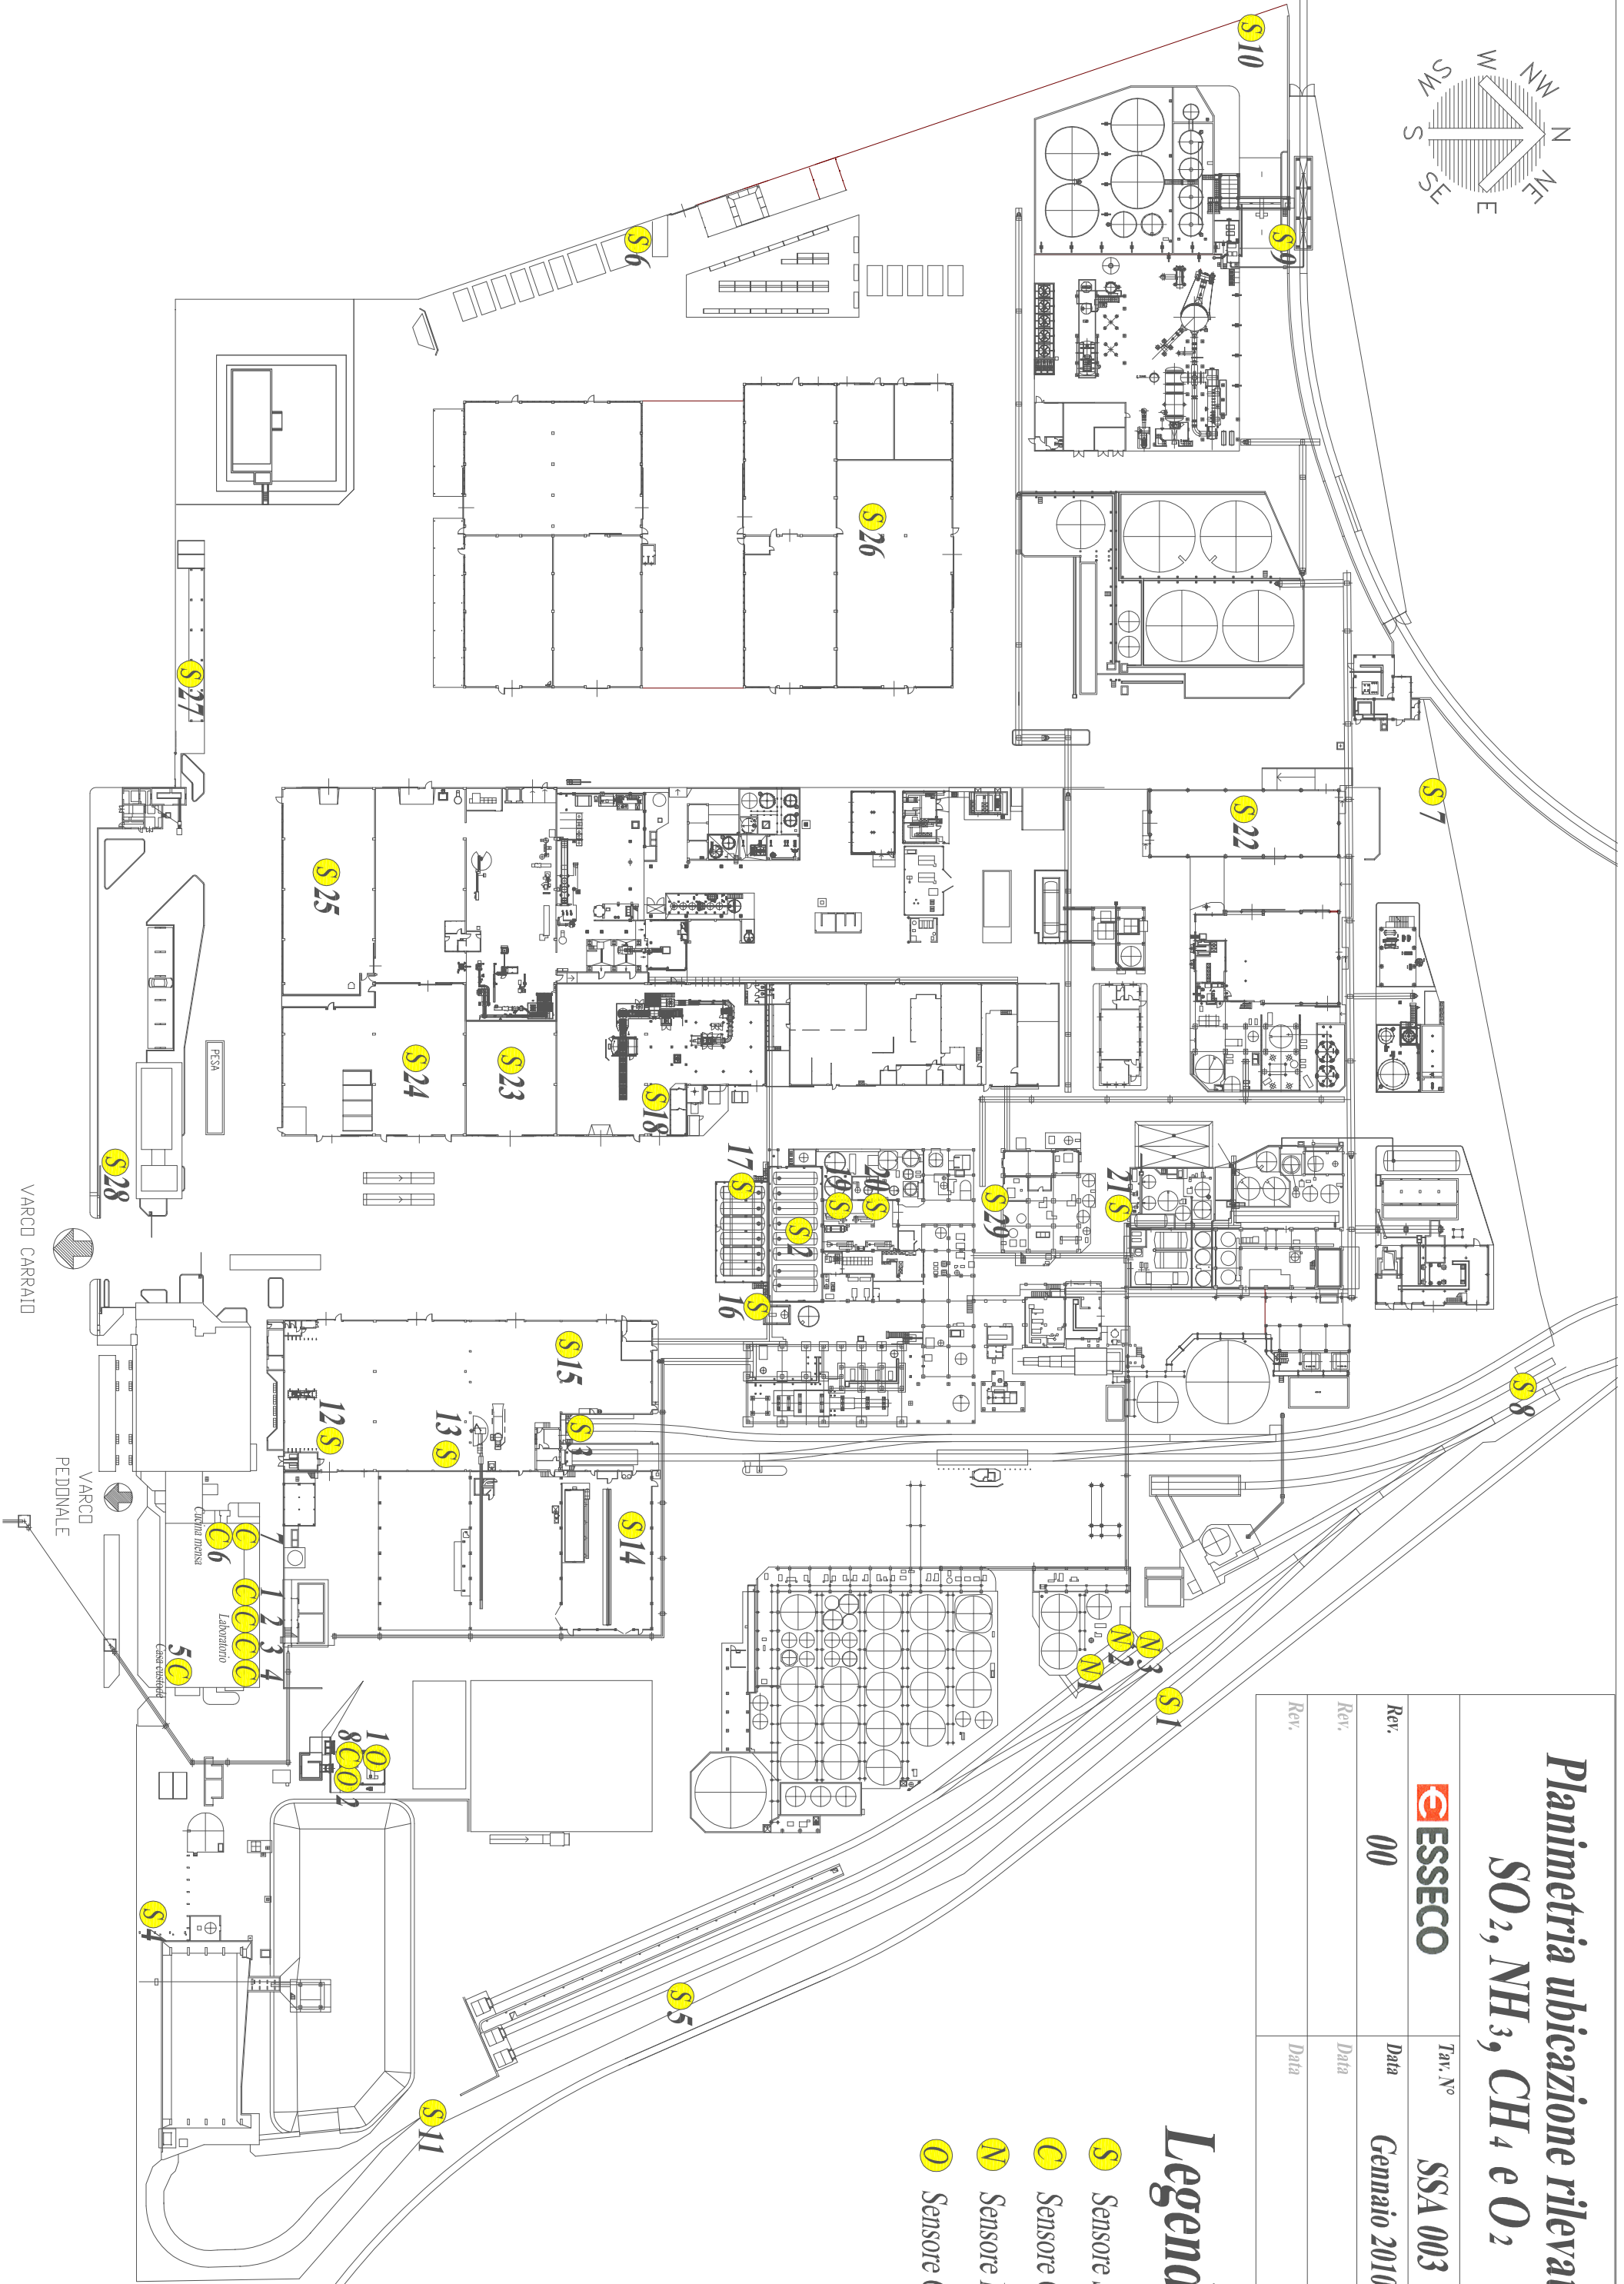 Planimetria ubicazione rileva
SO2, NH3, CH4 e O2
ESSECO
Tav. N° SSA 003
Rev. 00 Data Gennaio 2010
Rev. Data
Rev. Data
Legend
S Sensore
C Sensore
N Sensore
O Sensore
N
NE
E
SE
S
SW
W
NW
S 10
S 9
S 7
S 8
S 6
S 26
S 22
S 27
S 25
S 24
S 23
S 18
17 S
S 2
19 S
20 S
S 29
21 S
16 S
S 28
PESA
VARCO CARRAIO
S 15
12 S
13 S
S 3
S 14
N 3
N 2
N 1
S 1
VARCO
PEDONALE
Cucina mensa
C 6
7 C
1 C
2 C
3 C
4 C
Laboratorio
5 C
Casa custode
1 O
8 C
O 2
S 4
S 5
S 11